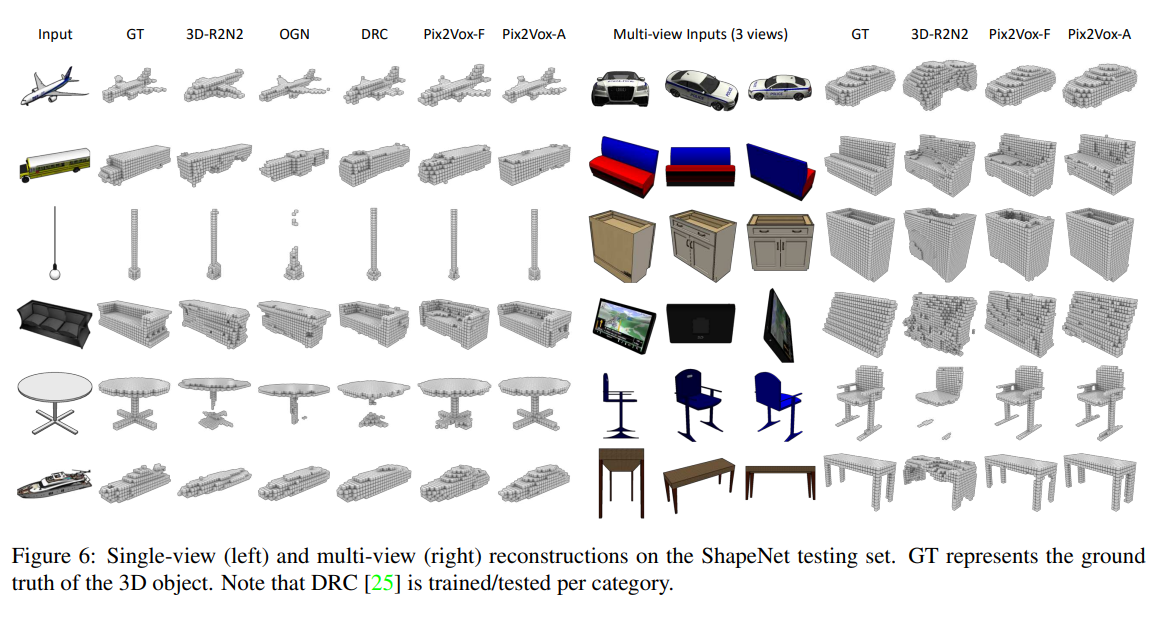 Input GT 3D-R2N2 OGN DRC Pix2Vox-F Pix2Vox-A Multi-view Inputs (3 views) GT 3D-R2N2 Pix2Vox-F Pix2Vox-A
Figure 6: Single-view (left) and multi-view (right) reconstructions on the ShapeNet testing set. GT represents the ground
truth of the 3D object. Note that DRC [25] is trained/tested per category.